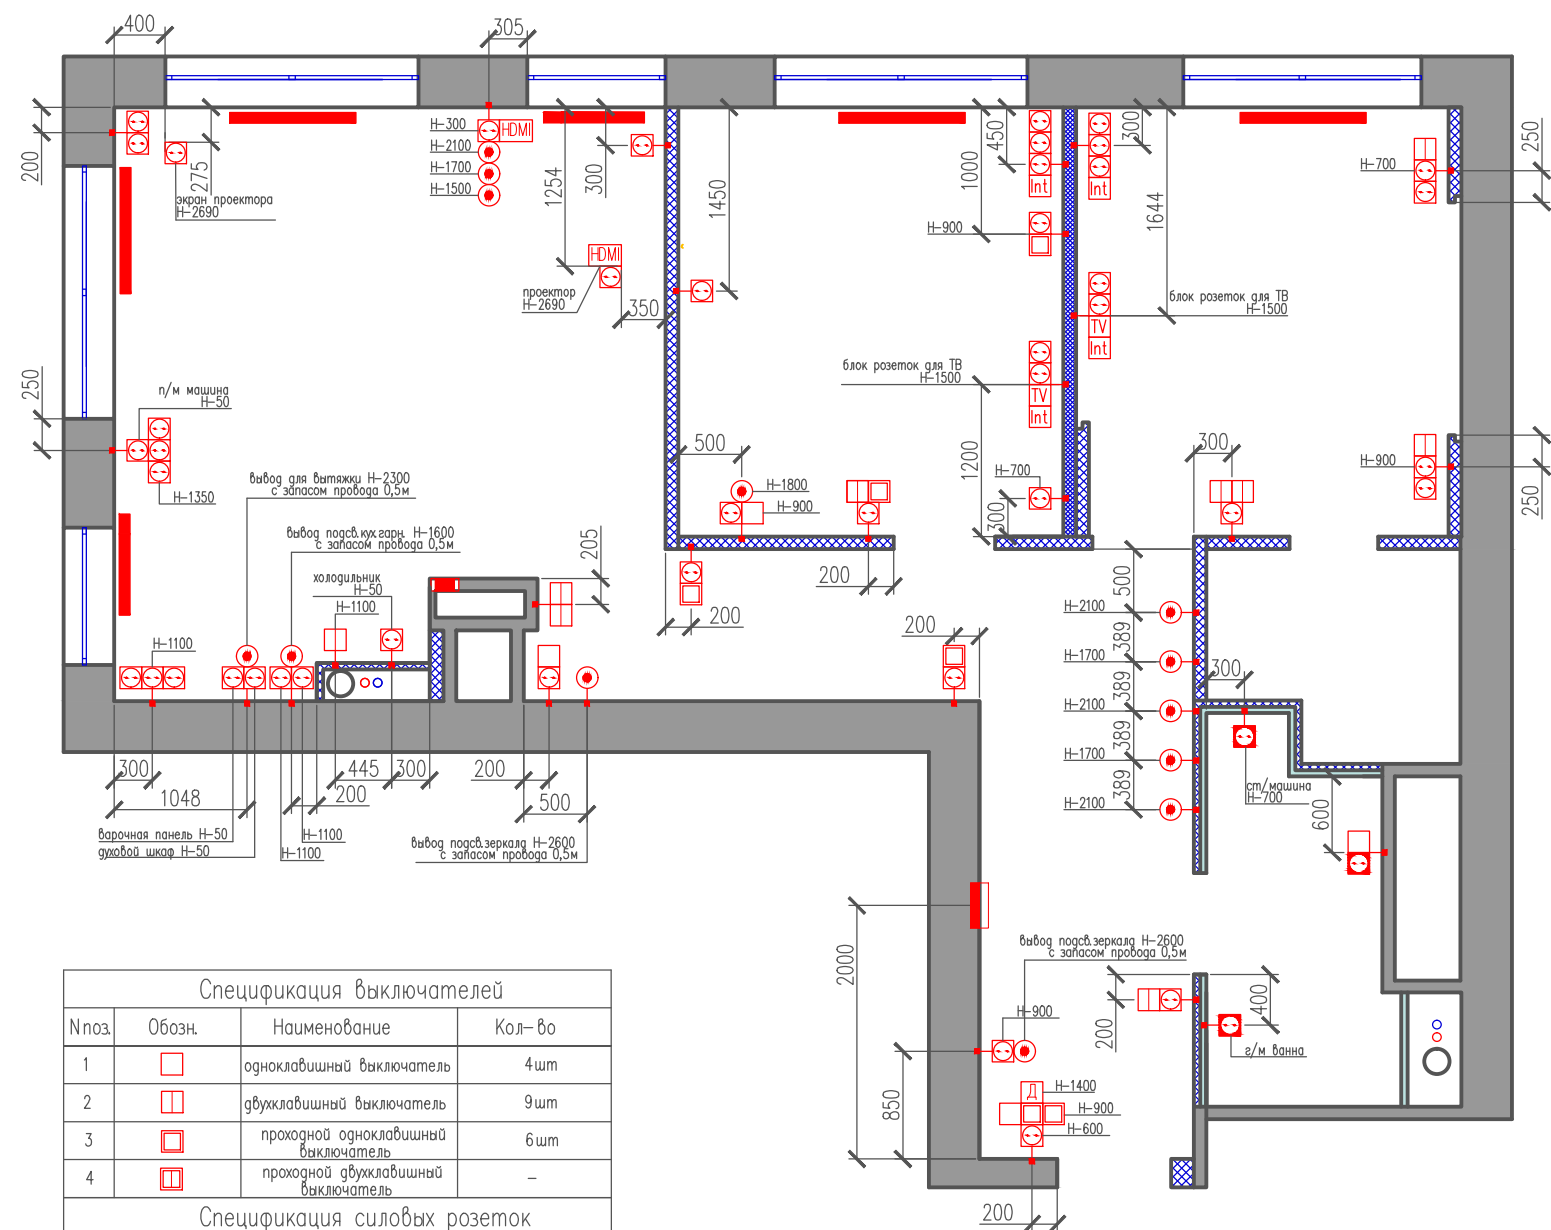 400
305
200
275
экран проектора
H-2690
H-300
HDMI
H-2100
H-1700
H-1500
1254
300
1450
HDMI
проектор
H-2690
350
450
1000
Int
300
Int
1644
H-900
H-700
250
блок розеток для ТВ
H-1500
TV
Int
блок розеток для ТВ
H-1500
TV
Int
250
п/м машина
H-50
H-1350
вывод для вытяжки H-2300
с запасом провода 0,5м
вывод подсв.кух.гарн. H-1600
с запасом провода 0,5м
холодильник
H-50
H-1100
205
500
H-1800
H-900
1200
H-700
300
300
H-900
250
200
200
200
500
H-2100
389
H-1700
389
H-2100
389
H-1700
389
H-2100
300
H-1100
300
1048
445
300
200
200
500
варочная панель H-50
духовой шкаф H-50
H-1100
H-1100
вывод подсв.зеркала H-2600
с запасом провода 0,5м
ст/машина
H-700
600
2000
вывод подсв.зеркала H-2600
с запасом провода 0,5м
H-900
200
400
г/м ванна
850
Д
H-1400
H-900
H-600
200
Спецификация выключателей
N поз.
Обозн.
Наименование
Кол-во
1
одноклавишный выключатель
4шт
2
двухклавишный выключатель
9шт
3
проходной одноклавишный
выключатель
6шт
4
проходной двухклавишный
выключатель
-
Спецификация силовых розеток